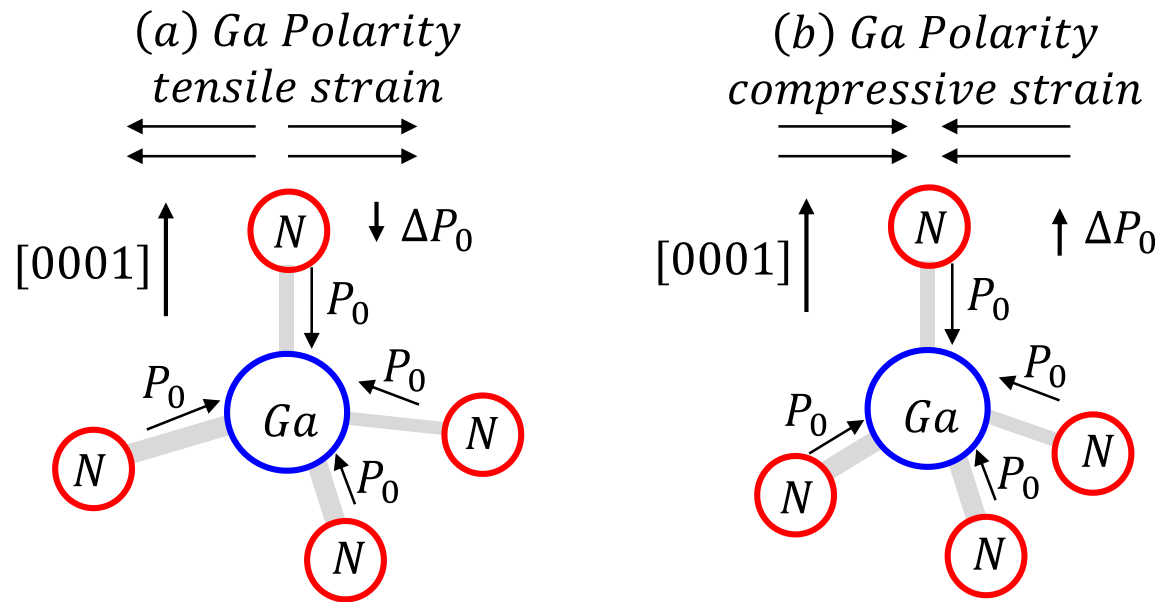 (a) Ga Polarity
tensile strain
[0001]
N
ΔP₀
P₀
P₀
P₀
Ga
N
N
P₀
N
(b) Ga Polarity
compressive strain
[0001]
N
ΔP₀
P₀
P₀
P₀
Ga
N
N
P₀
N